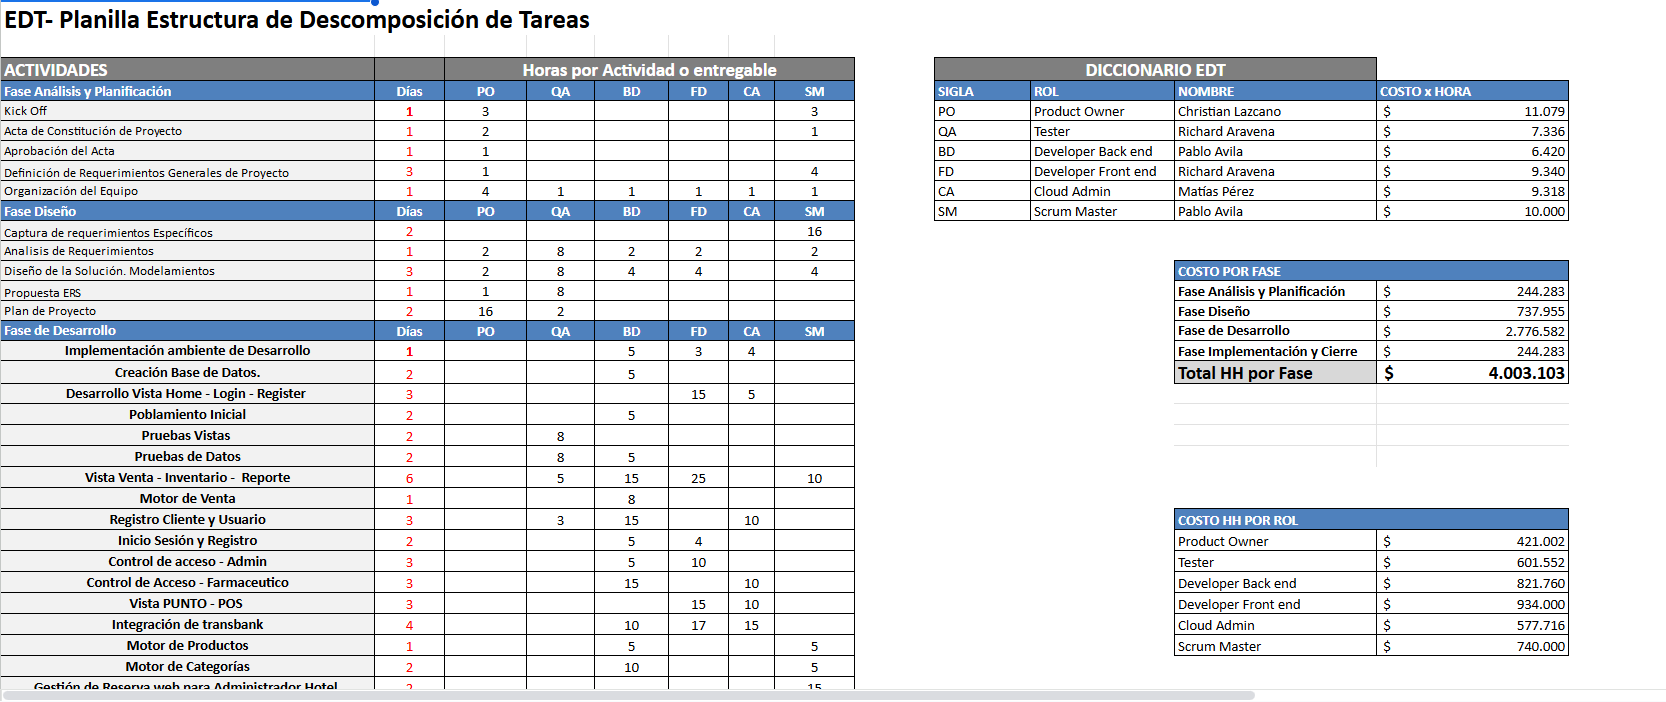 EDT- Planilla Estructura de Descomposición de Tareas
ACTIVIDADES Horas por Actividad o entregable
Fase Análisis y Planificación Días PO QA BD FD CA SM
Kick Off 1 3 3
Acta de Constitución de Proyecto 1 2 1
Aprobación del Acta 1 1
Definición de Requerimientos Generales de Proyecto 3 1 4
Organización del Equipo 1 4 1 1 1 1 1
Fase Diseño Días PO QA BD FD CA SM
Captura de requerimientos Específicos 2 16
Analisis de Requerimientos 1 2 8 2 2 2
Diseño de la Solución. Modelamientos 3 2 8 4 4 4
Propuesta ERS 1 1 8
Plan de Proyecto 2 16 2
Fase de Desarrollo Días PO QA BD FD CA SM
Implementación ambiente de Desarrollo 1 5 3 4
Creación Base de Datos. 2 5
Desarrollo Vista Home - Login - Register 3 15 5
Poblamiento Inicial 2 5
Pruebas Vistas 2 8
Pruebas de Datos 2 8 5
Vista Venta - Inventario - Reporte 6 5 15 25 10
Motor de Venta 1 8
Registro Cliente y Usuario 3 3 15 10
Inicio Sesión y Registro 2 5 4
Control de acceso - Admin 3 5 10
Control de Acceso - Farmaceutico 3 15 10
Vista PUNTO - POS 3 15 10
Integración de transbank 4 10 17 15
Motor de Productos 1 5 5
Motor de Categorías 2 10 5
Gestión de Reserva web para Administrador Hotel 2 15
DICCIONARIO EDT
SIGLA ROL NOMBRE COSTO x HORA
PO Product Owner Christian Lazcano $ 11.079
QA Tester Richard Aravena $ 7.336
BD Developer Back end Pablo Avila $ 6.420
FD Developer Front end Richard Aravena $ 9.340
CA Cloud Admin Matías Pérez $ 9.318
SM Scrum Master Pablo Avila $ 10.000
COSTO POR FASE
Fase Análisis y Planificación $ 244.283
Fase Diseño $ 737.955
Fase de Desarrollo $ 2.776.582
Fase Implementación y Cierre $ 244.283
Total HH por Fase $ 4.003.103
COSTO HH POR ROL
Product Owner $ 421.002
Tester $ 601.552
Developer Back end $ 821.760
Developer Front end $ 934.000
Cloud Admin $ 577.716
Scrum Master $ 740.000